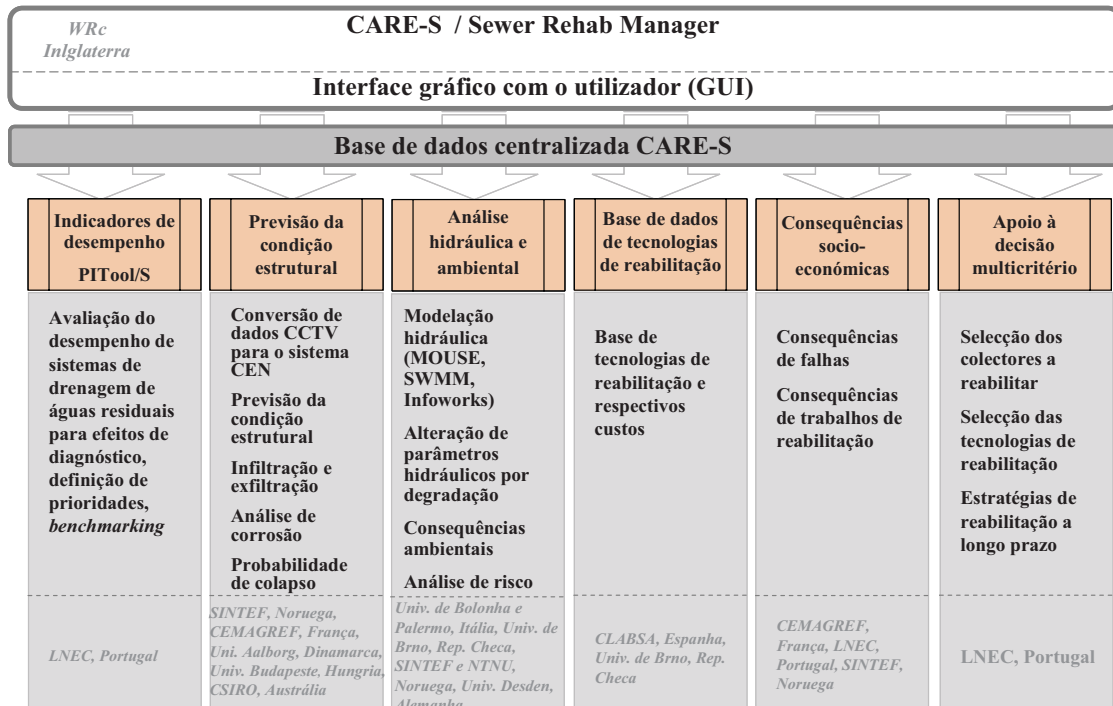 WRc
Inlglaterra
CARE-S / Sewer Rehab Manager
Interface gráfico com o utilizador (GUI)
Base de dados centralizada CARE-S
Indicadores de
desempenho
PITool/S
Avaliação do
desempenho de
sistemas de
drenagem de
águas residuais
para efeitos de
diagnóstico,
definição de
prioridades,
benchmarking
LNEC, Portugal
Previsão da
condição
estrutural
Conversão de
dados CCTV
para o sistema
CEN
Previsão da
condição
estrutural
Infiltração e
exfiltração
Análise de
corrosão
Probabilidade
de colapso
SINTEF, Noruega,
CEMAGREF, França,
Uni. Aalborg, Dinamarca,
Univ. Budapeste, Hungria,
CSIRO, Austrália
Análise
hidráulica e
ambiental
Modelação
hidráulica
(MOUSE,
SWMM,
Infoworks)
Alteração de
parâmetros
hidráulicos por
degradação
Consequências
ambientais
Análise de risco
Univ. de Bolonha e
Palermo, Itália, Univ. de
Brno, Rep. Checa,
SINTEF e NTNU,
Noruega, Univ. Desden,
Alemanha
Base de dados
de tecnologias
de reabilitação
Base de
tecnologias de
reabilitação e
respectivos
custos
CLABSA, Espanha,
Univ. de Brno, Rep.
Checa
Consequências
socio-
económicas
Consequências
de falhas
Consequências
de trabalhos de
reabilitação
CEMAGREF,
França, LNEC,
Portugal, SINTEF,
Noruega
Apoio à
decisão
multicritério
Selecção dos
colectores a
reabilitar
Selecção das
tecnologias de
reabilitação
Estratégias de
reabilitação a
longo prazo
LNEC, Portugal